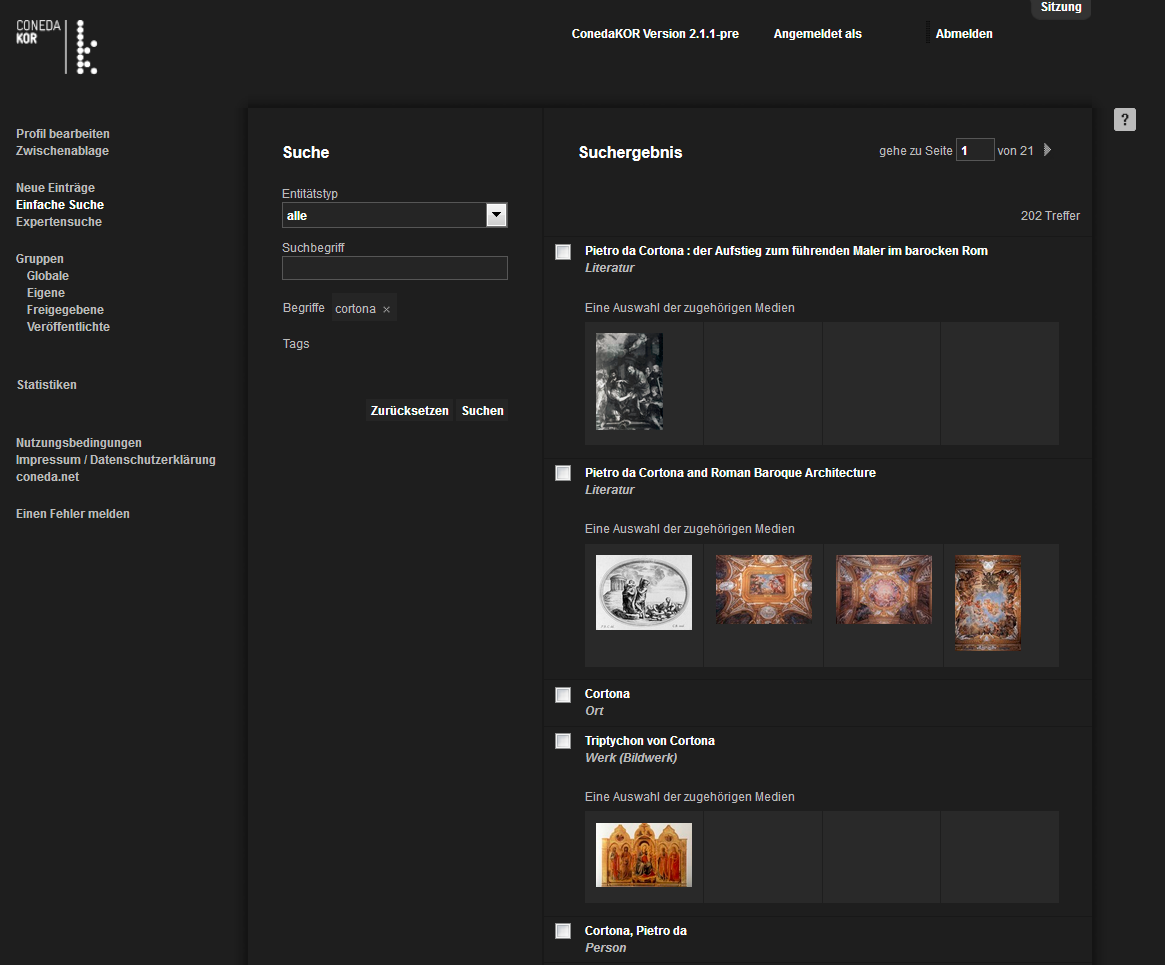 Sitzung
CONEDA
KOR
ConedaKOR Version 2.1.1-pre
Angemeldet als
Abmelden
Profil bearbeiten
Zwischenablage
Neue Einträge
Einfache Suche
Expertensuche
Gruppen
Globale
Eigene
Freigegebene
Veröffentlichte
Statistiken
Nutzungsbedingungen
Impressum / Datenschutzerklärung
coneda.net
Einen Fehler melden
Suche
Entitätstyp
alle
Suchbegriff
Begriffe cortona ×
Tags
Zurücksetzen Suchen
Suchergebnis
gehe zu Seite 1 von 21
?
202 Treffer
Pietro da Cortona : der Aufstieg zum führenden Maler im barocken Rom
Literatur
Eine Auswahl der zugehörigen Medien
Pietro da Cortona and Roman Baroque Architecture
Literatur
Eine Auswahl der zugehörigen Medien
Cortona
Ort
Triptychon von Cortona
Werk (Bildwerk)
Eine Auswahl der zugehörigen Medien
Cortona, Pietro da
Person